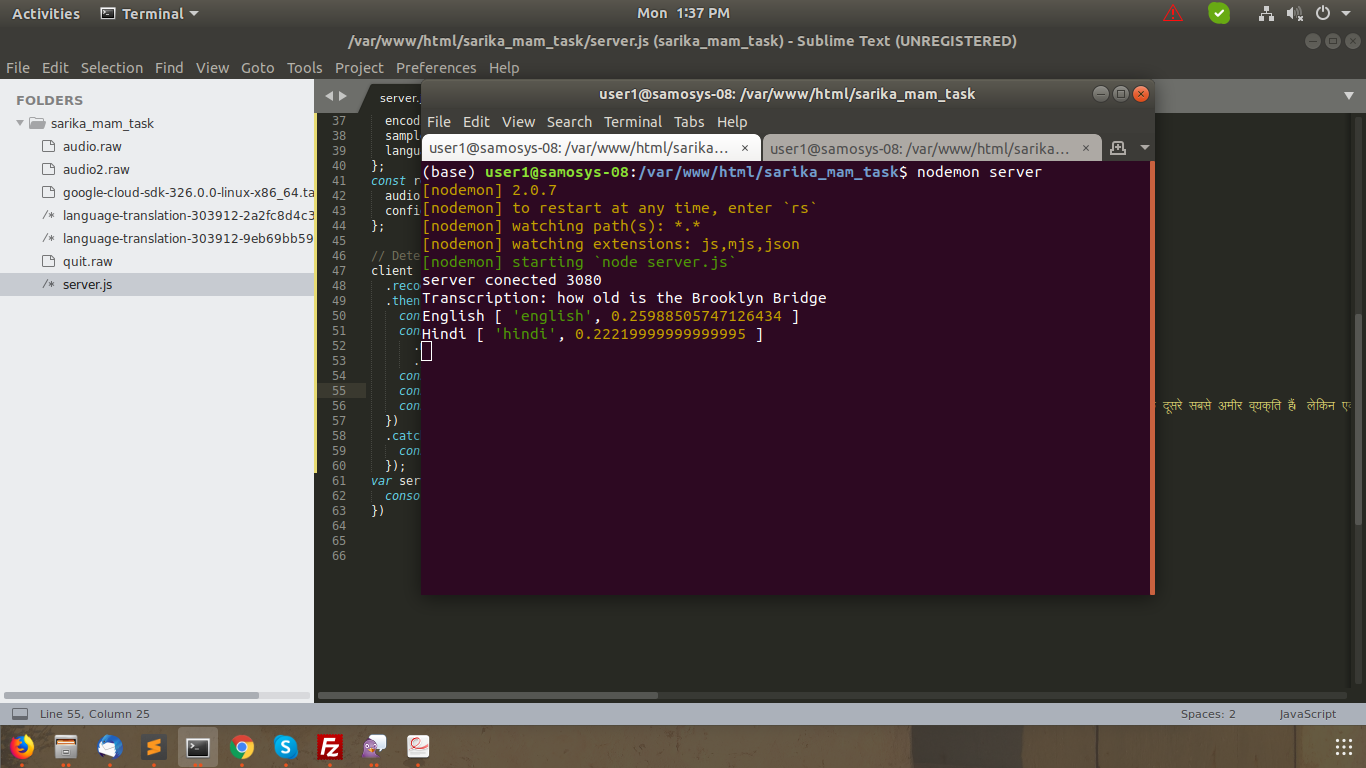 Activities Terminal Mon 1:37 PM
/var/www/html/sarika_mam_task/server.js (sarika_mam_task) - Sublime Text (UNREGISTERED)
File Edit Selection Find View Goto Tools Project Preferences Help
FOLDERS
sarika_mam_task
audio.raw
audio2.raw
google-cloud-sdk-326.0.0-linux-x86_64.ta
/* language-translation-303912-2a2fc8d4c3
/* language-translation-303912-9eb69bb59
quit.raw
/* server.js
server.
37 encod
38 sampl
39 langu
40 };
41 const r
42 audio
43 confi
44 };
45
46 // Dete
47 client
48 .reco
49 .then
50 con
51 con
52 .
53 .
54 con
55 con
56 con
57 })
58 .catc
59 con
60 });
61 var ser
62 conso
63 })
64
65
66
दूसरे सबसे अमीर व्यक्ति हैं। लेकिन
user1@samosys-08: /var/www/html/sarika_mam_task
File Edit View Search Terminal Tabs Help
user1@samosys-08: /var/www/html/sarika... × user1@samosys-08: /var/www/html/sarika... ×
(base) user1@samosys-08:/var/www/html/sarika_mam_task$ nodemon server
[nodemon] 2.0.7
[nodemon] to restart at any time, enter `rs`
[nodemon] watching path(s): *.*
[nodemon] watching extensions: js,mjs,json
[nodemon] starting `node server.js`
server conected 3080
Transcription: how old is the Brooklyn Bridge
English [ 'english', 0.25988505747126434 ]
Hindi [ 'hindi', 0.22219999999999995 ]
Line 55, Column 25 Spaces: 2 JavaScript